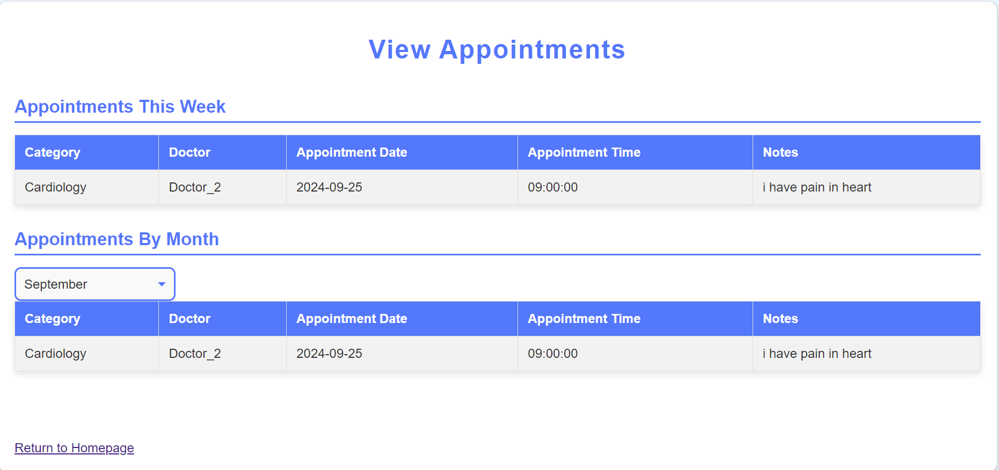 View Appointments
Appointments This Week
Category Doctor Appointment Date Appointment Time Notes
Cardiology Doctor_2 2024-09-25 09:00:00 i have pain in heart
Appointments By Month
September
Category Doctor Appointment Date Appointment Time Notes
Cardiology Doctor_2 2024-09-25 09:00:00 i have pain in heart
Return to Homepage